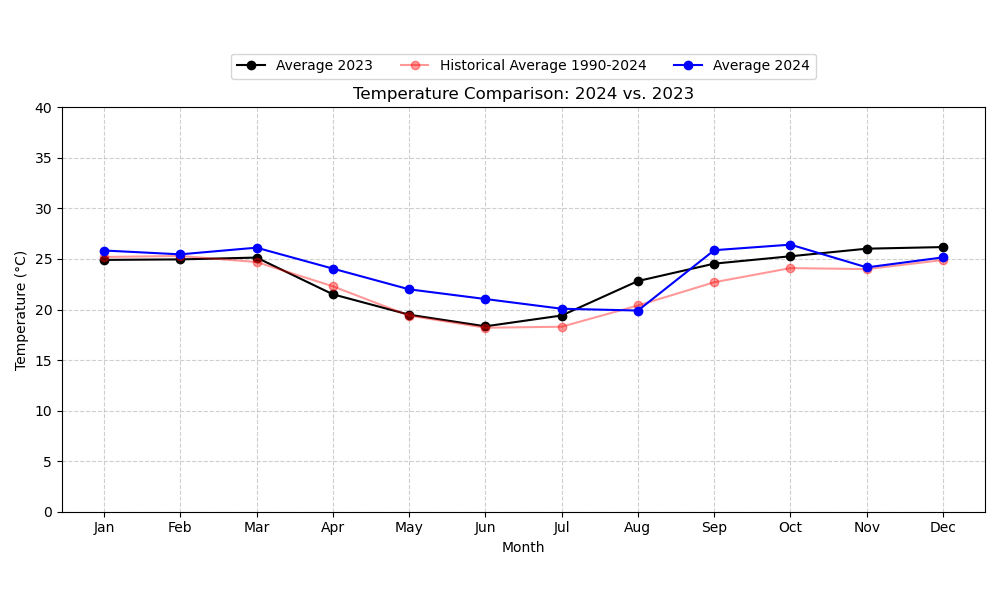 Average 2023 Historical Average 1990-2024 Average 2024
Temperature Comparison: 2024 vs. 2023
40
35
30
25
20
15
10
5
0
Temperature (°C)
Jan Feb Mar Apr May Jun Jul Aug Sep Oct Nov Dec
Month